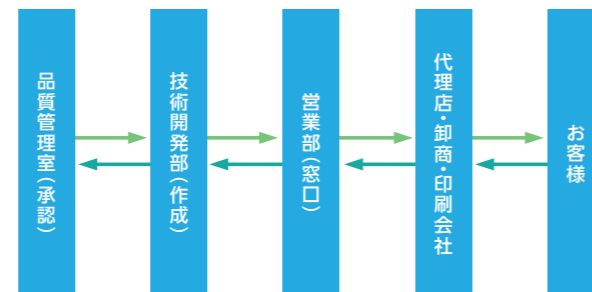 品質管理室（承認）
技術開発部（作成）
営業部（窓口）
代理店・卸商・印刷会社
お客様